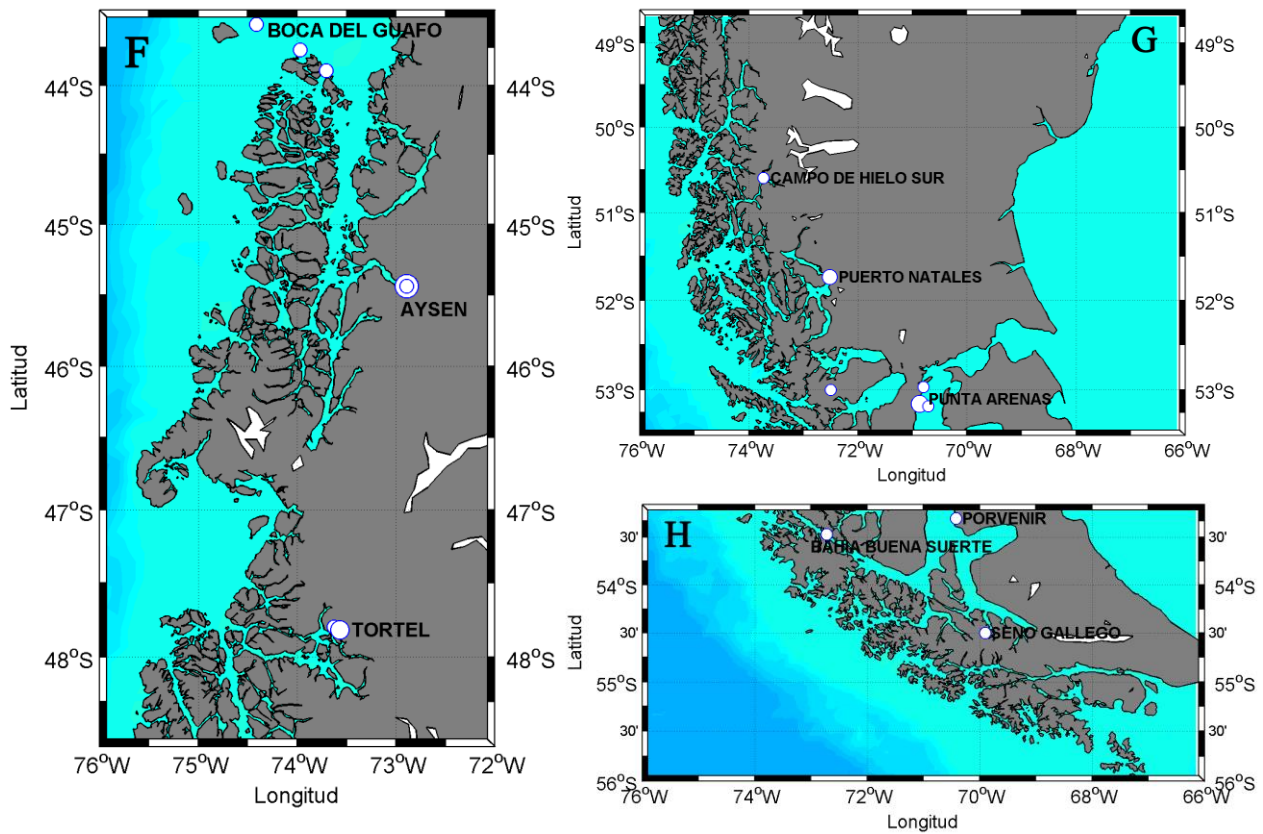 F
BOCA DEL GUAFO
44°S
44°S
45°S
45°S
AYSEN
46°S
46°S
47°S
47°S
TORTEL
48°S
48°S
76°W 75°W 74°W 73°W 72°W
Latitud
Longitud
G
49°S
49°S
50°S
50°S
CAMPO DE HIELO SUR
51°S
51°S
PUERTO NATALES
52°S
52°S
53°S
53°S
PUNTA ARENAS
76°W 74°W 72°W 70°W 68°W 66°W
Latitud
Longitud
H
PORVENIR
30'
30'
BAHIA BUENA SUERTE
54°S
54°S
SENO GALLEGO
30'
30'
55°S
55°S
30'
30'
56°S
56°S
76°W 74°W 72°W 70°W 68°W 66°W
Latitud
Longitud